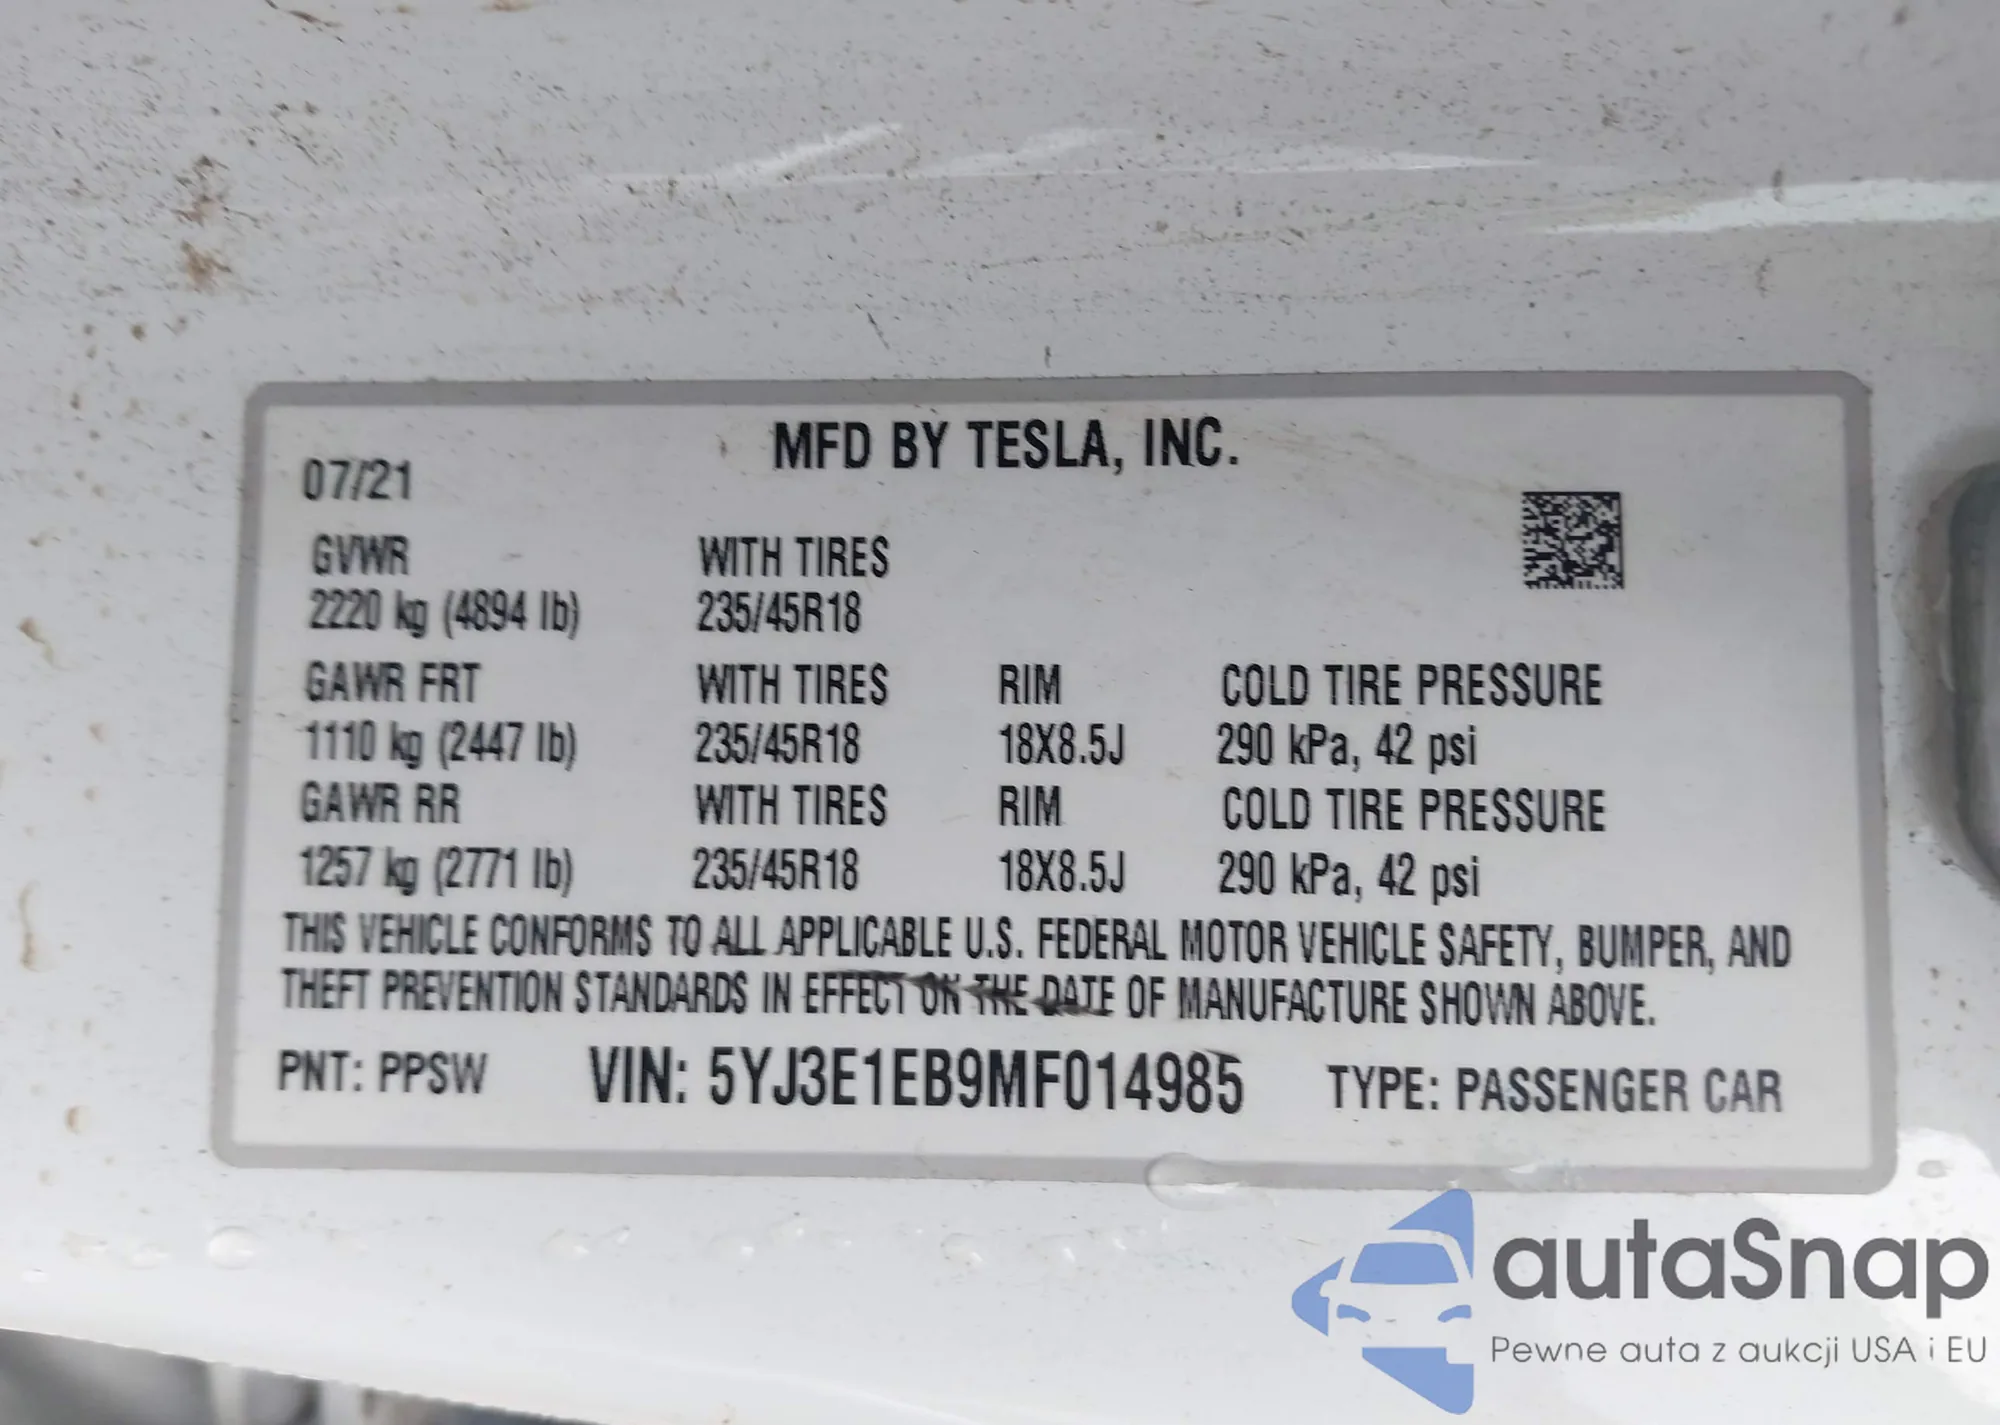 MFD BY TESLA, INC.
07/21
GVWR WITH TIRES
2220 kg (4894 lb) 235/45R18
GAWR FRT WITH TIRES RIM COLD TIRE PRESSURE
1110 kg (2447 lb) 235/45R18 18X8.5J 290 kPa, 42 psi
GAWR RR WITH TIRES RIM COLD TIRE PRESSURE
1257 kg (2771 lb) 235/45R18 18X8.5J 290 kPa, 42 psi
THIS VEHICLE CONFORMS TO ALL APPLICABLE U.S. FEDERAL MOTOR VEHICLE SAFETY, BUMPER, AND
THEFT PREVENTION STANDARDS IN EFFECT ON THE DATE OF MANUFACTURE SHOWN ABOVE.
PNT: PPSW VIN: 5YJ3E1EB9MF014985 TYPE: PASSENGER CAR
autaSnap
Pewne auta z aukcji USA i EU